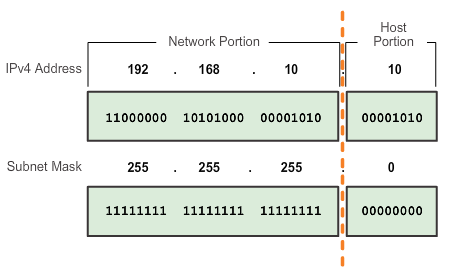 Network Portion
Host
Portion
IPv4 Address 192 . 168 . 10 . 10
11000000 10101000 00001010 00001010
Subnet Mask 255 . 255 . 255 . 0
11111111 11111111 11111111 00000000